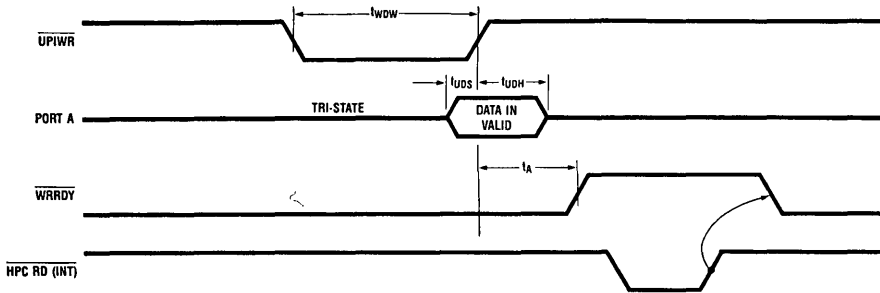 tWDW
UPIWR
tUDS
tUDH
TRI-STATE
DATA IN
VALID
PORT A
tA
WRRDY
HPC RD (INT)